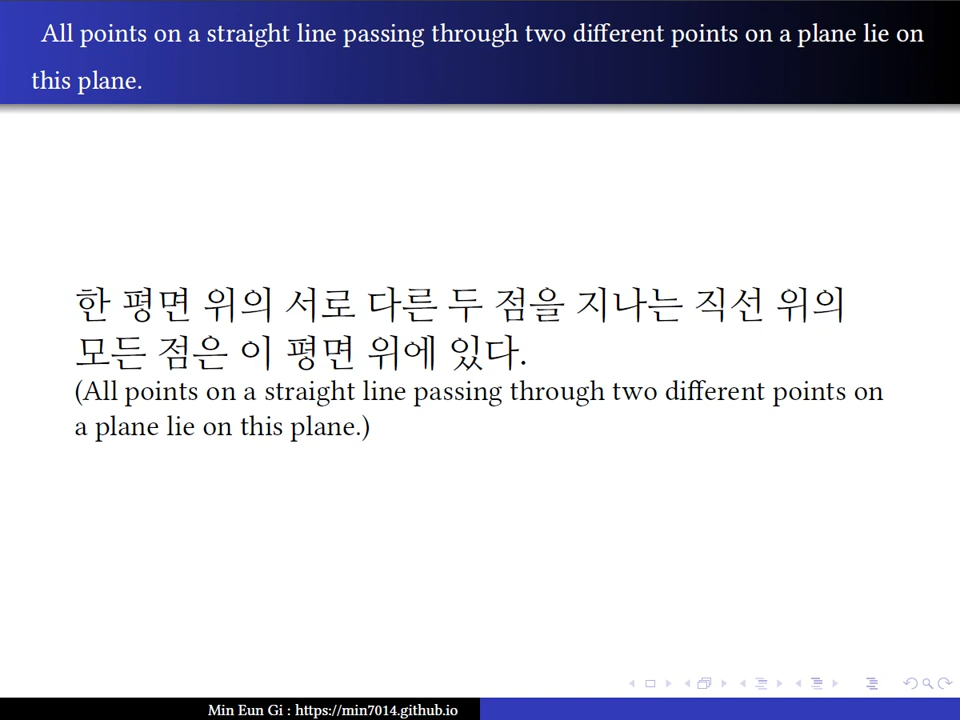 All points on a straight line passing through two different points on a plane lie on
this plane.
한 평면 위의 서로 다른 두 점을 지나는 직선 위의
모든 점은 이 평면 위에 있다.
(All points on a straight line passing through two different points on
a plane lie on this plane.)
Min Eun Gi : https://min7014.github.io